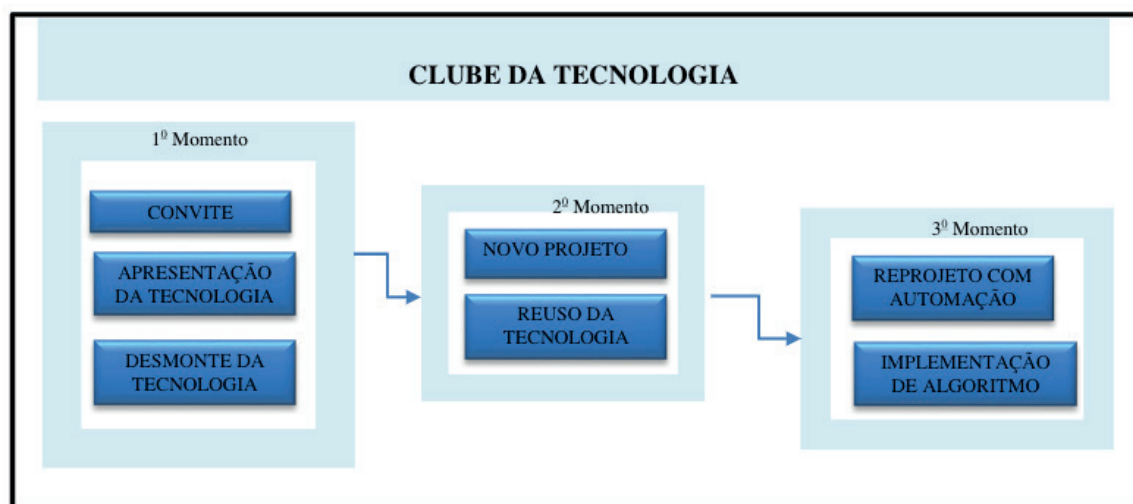 CLUBE DA TECNOLOGIA
1º Momento
CONVITE
APRESENTAÇÃO
DA TECNOLOGIA
DESMONTE DA
TECNOLOGIA
2º Momento
NOVO PROJETO
REUSO DA
TECNOLOGIA
3º Momento
REPROJETO COM
AUTOMAÇÃO
IMPLEMENTAÇÃO
DE ALGORITMO